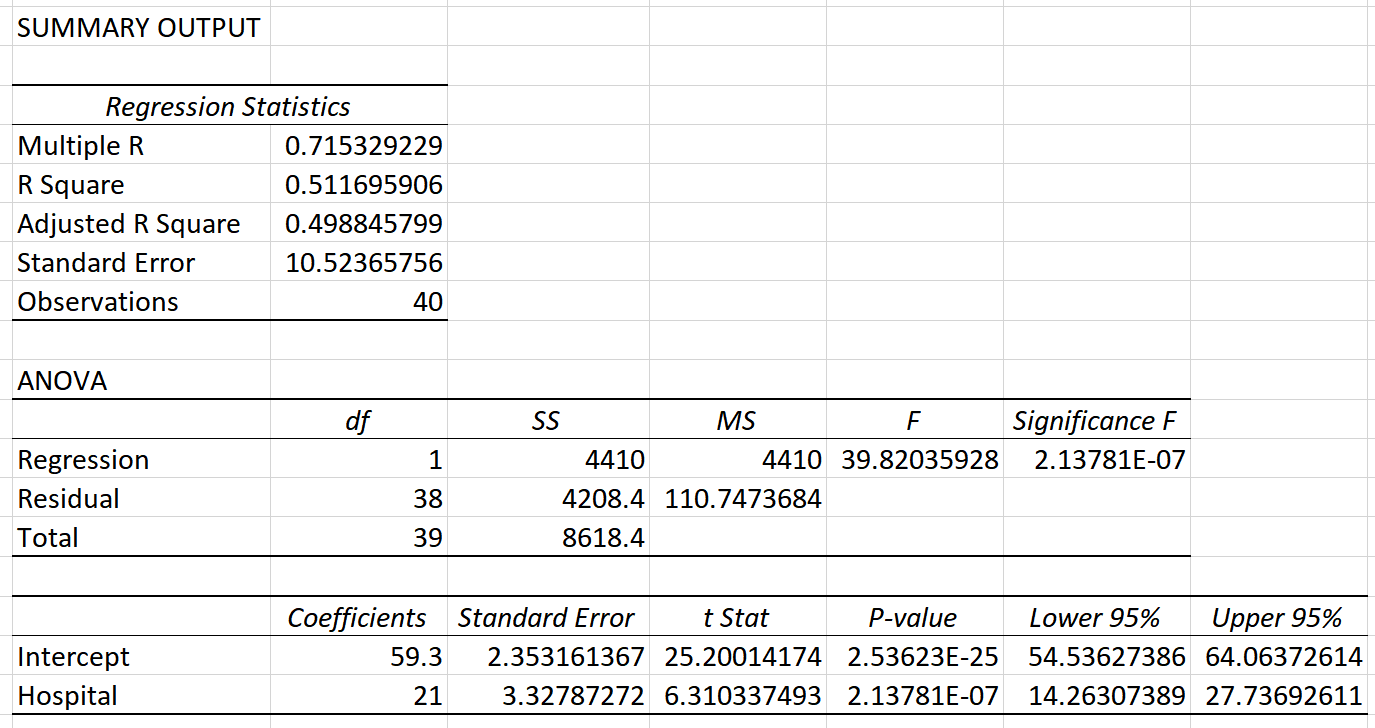 SUMMARY OUTPUT
Regression Statistics
Multiple R 0.715329229
R Square 0.511695906
Adjusted R Square 0.498845799
Standard Error 10.52365756
Observations 40
ANOVA
df SS MS F Significance F
Regression 1 4410 4410 39.82035928 2.13781E-07
Residual 38 4208.4 110.7473684
Total 39 8618.4
Coefficients Standard Error t Stat P-value Lower 95% Upper 95%
Intercept 59.3 2.353161367 25.20014174 2.53623E-25 54.53627386 64.06372614
Hospital 21 3.32787272 6.310337493 2.13781E-07 14.26307389 27.73692611